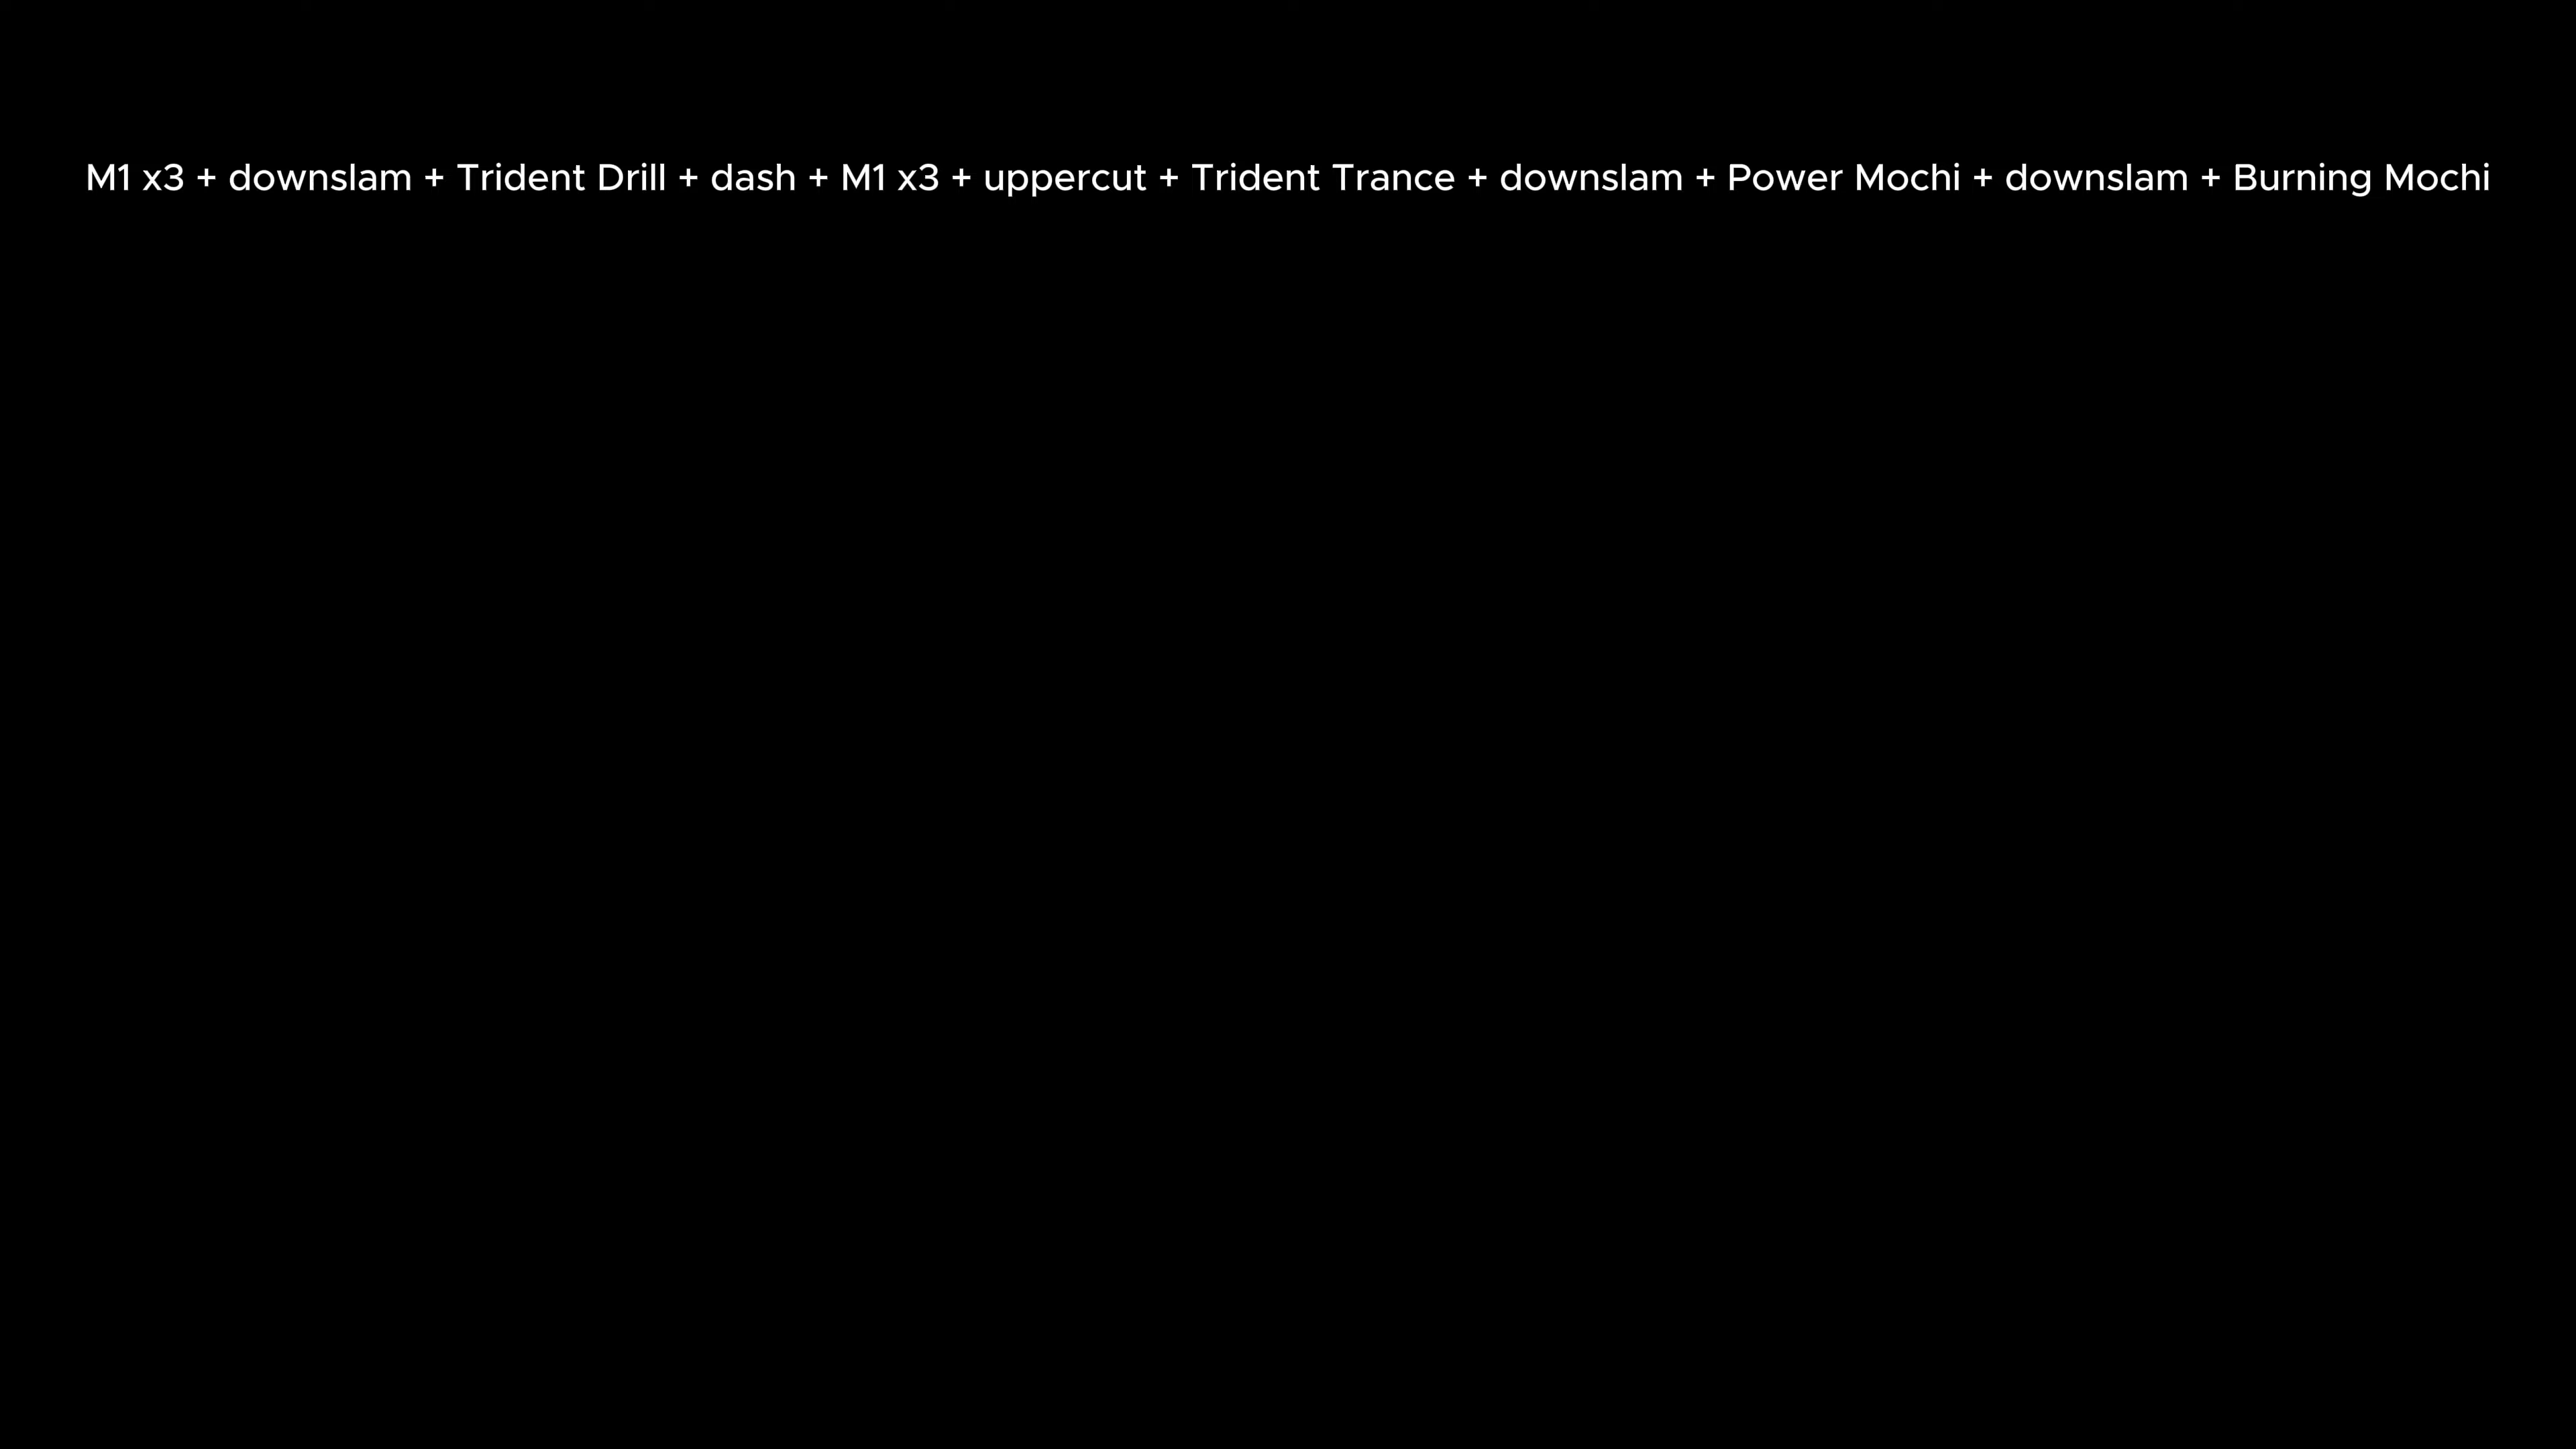 M1 x3 + downslam + Trident Drill + dash + M1 x3 + uppercut + Trident Trance + downslam + Power Mochi + downslam + Burning Mochi